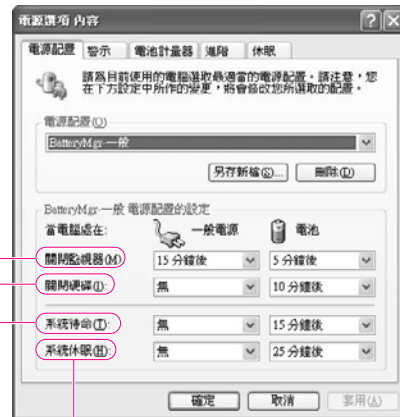 電源選項 內容
電源配置 警示 電池計量器 進階 休眠
請為目前使用的電腦選取最適當的電源配置。請注意，您
在下方設定中所作的變更，將會修改您所選取的配置。
電源配置(O)
BatteryMgr-一般
另存新檔(S)... 刪除(D)
BatteryMgr-一般 電源配置的設定
當電腦處在: 一般電源 電池
關閉監視器(M) 15 分鐘後 5 分鐘後
關閉硬碟(I): 無 10 分鐘後
系統待命(T): 無 15 分鐘後
系統休眠(H): 無 25 分鐘後
確定 取消 套用(A)